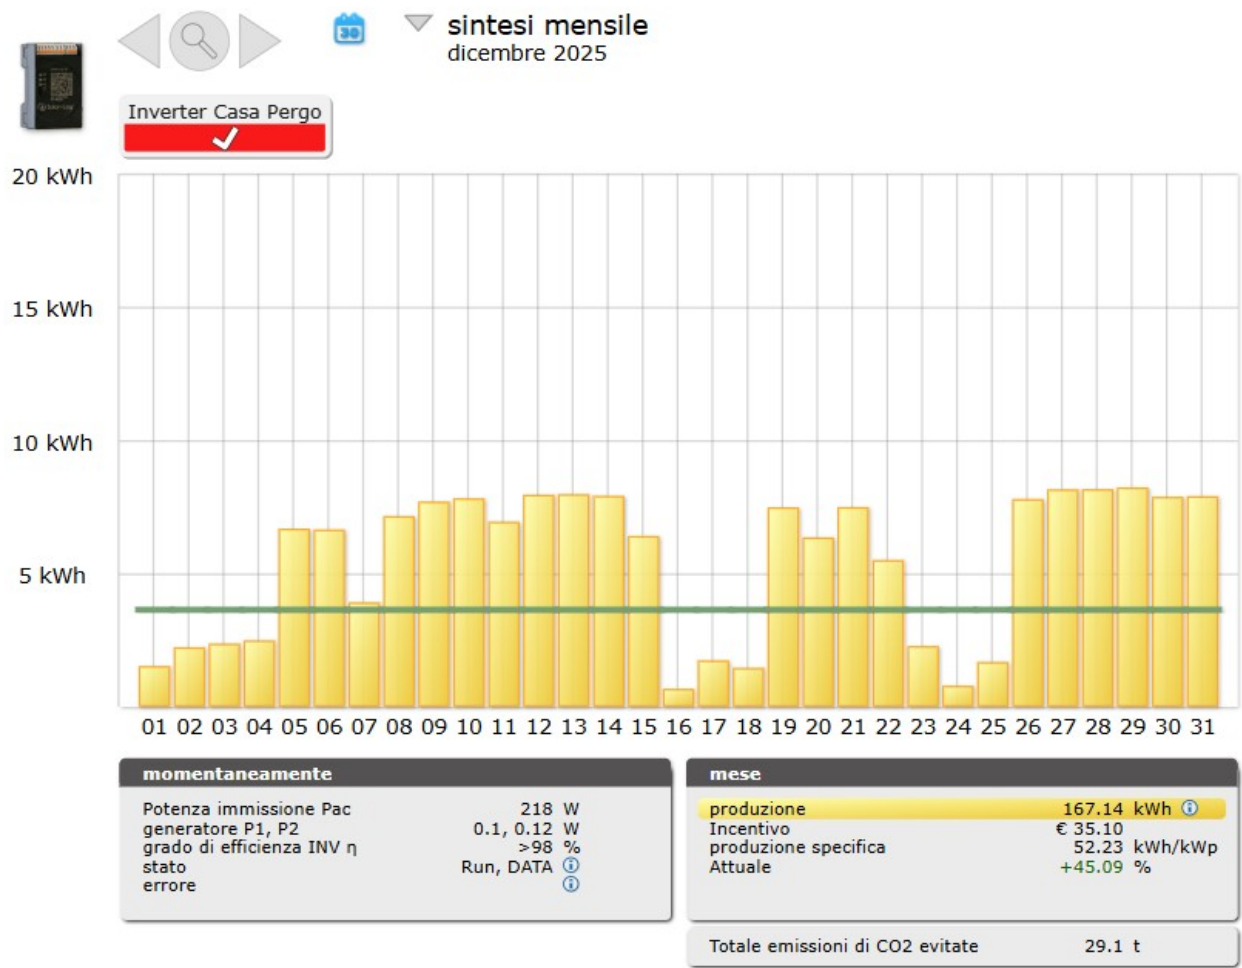 30
sintesi mensile
dicembre 2025
Inverter Casa Pergo
20 kWh
15 kWh
10 kWh
5 kWh
01 02 03 04 05 06 07 08 09 10 11 12 13 14 15 16 17 18 19 20 21 22 23 24 25 26 27 28 29 30 31
momentaneamente
Potenza immissione Pac 218 W
generatore P1, P2 0.1, 0.12 W
grado di efficienza INV η >98 %
stato Run, DATA
errore
mese
produzione 167.14 kWh
Incentivo € 35.10
produzione specifica 52.23 kWh/kWp
Attuale +45.09 %
Totale emissioni di CO2 evitate 29.1 t